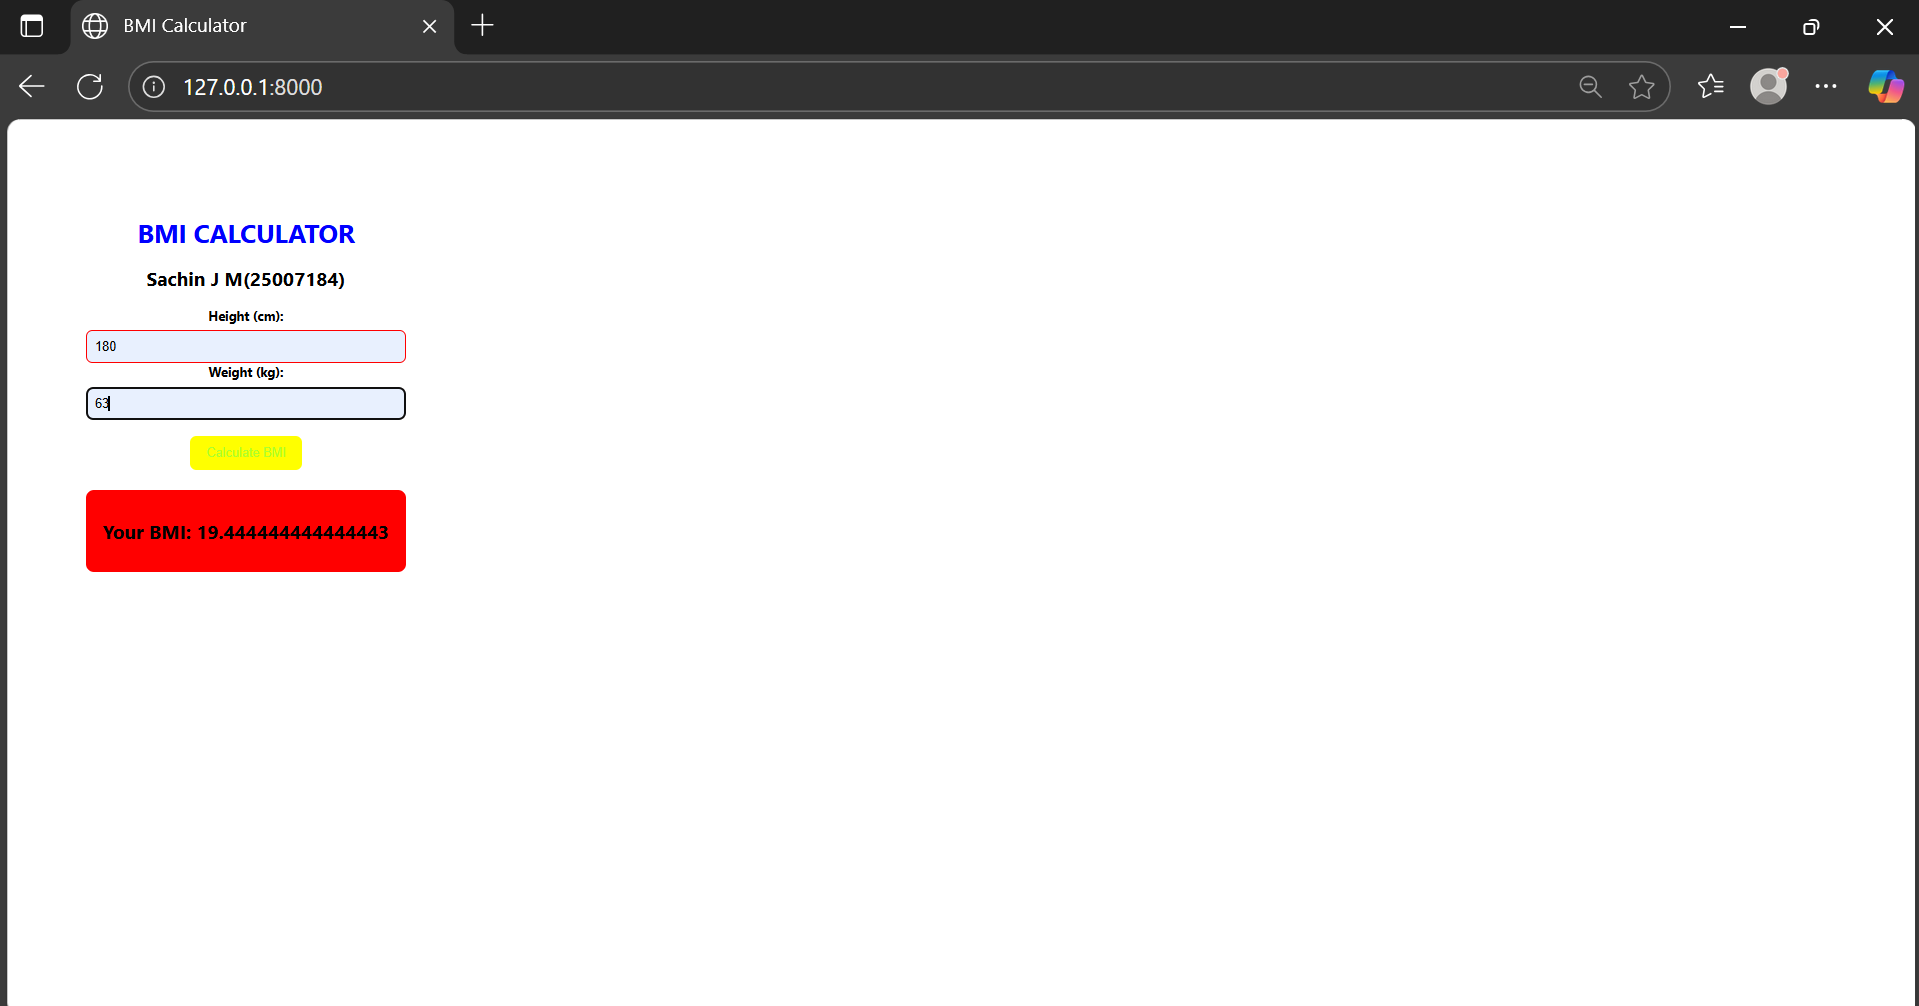 BMI Calculator
127.0.0.1:8000
BMI CALCULATOR
Sachin J M(25007184)
Height (cm):
180
Weight (kg):
63
Calculate BMI
Your BMI: 19.444444444444443